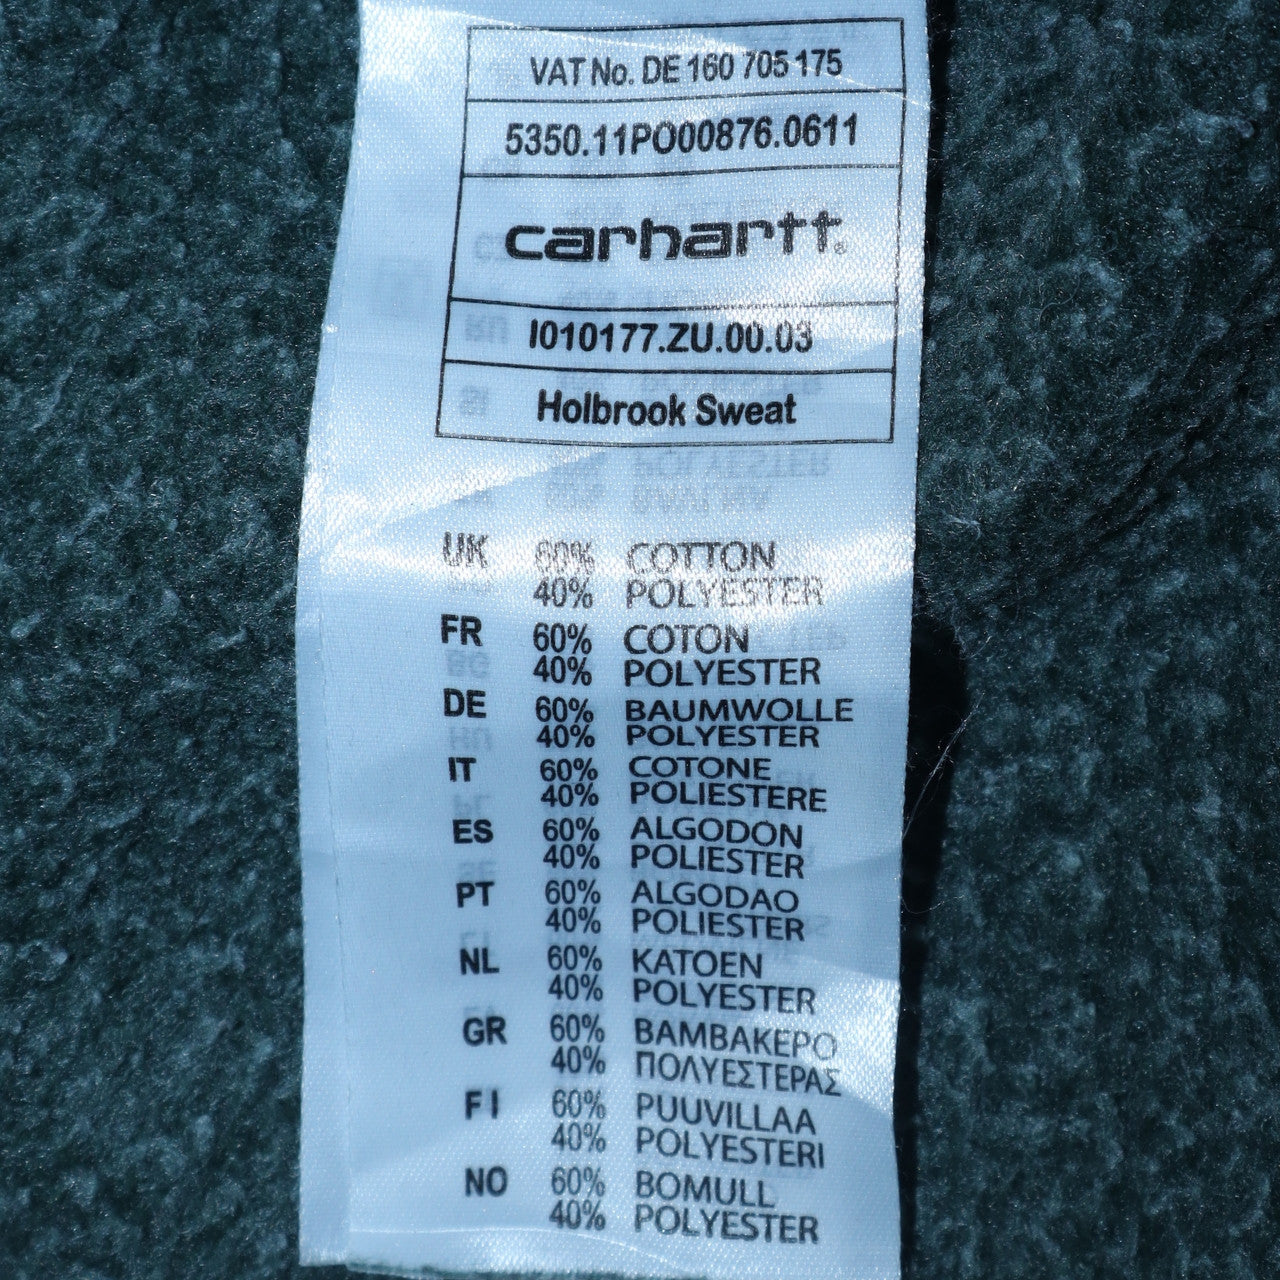 VAT No. DE 160 705 175
5350.11PO00876.0611
carhartt®
I010177.ZU.00.03
Holbrook Sweat
UK 60% COTTON
40% POLYESTER
FR 60% COTON
40% POLYESTER
DE 60% BAUMWOLLE
40% POLYESTER
IT 60% COTONE
40% POLIESTERE
ES 60% ALGODON
40% POLIESTER
PT 60% ALGODAO
40% POLIESTER
NL 60% KATOEN
40% POLYESTER
GR 60% ΒΑΜΒΑΚΕΡΟ
40% ΠΟΛΥΕΣΤΕΡΑΣ
FI 60% PUUVILLAA
40% POLYESTERI
NO 60% BOMULL
40% POLYESTER